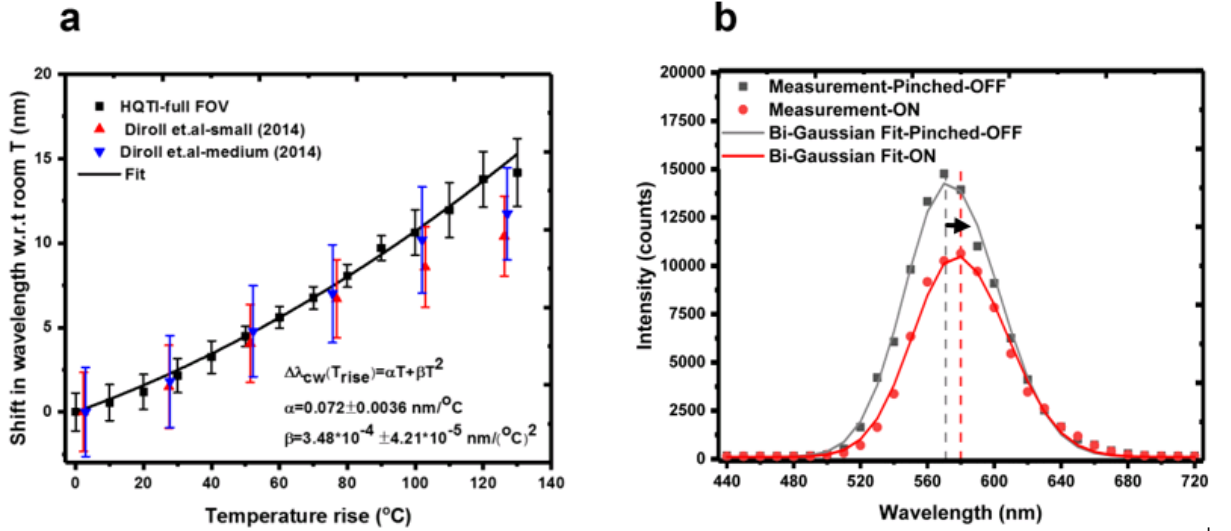 a
20
15
10
5
0
0 20 40 60 80 100 120 140
Shift in wavelength w.r.t room T (nm)
Temperature rise (°C)
HQTI-full FOV
Diroll et.al-small (2014)
Diroll et.al-medium (2014)
Fit
Δλcw(Trise)=αT+βT²
α=0.072±0.0036 nm/°C
β=3.48*10⁻⁴ ±4.21*10⁻⁵ nm/(°C)²
b
20000
17500
15000
12500
10000
7500
5000
2500
0
440 480 520 560 600 640 680 720
Intensity (counts)
Wavelength (nm)
Measurement-Pinched-OFF
Measurement-ON
Bi-Gaussian Fit-Pinched-OFF
Bi-Gaussian Fit-ON